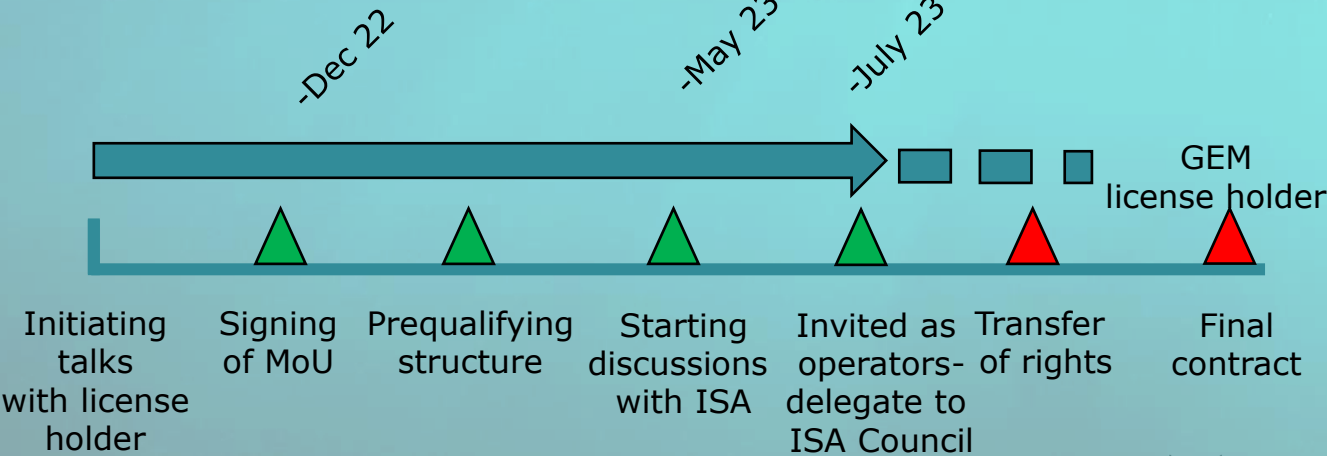 -Dec 22
-May 23
-July 23
GEM
license holder
Initiating
talks
with license
holder
Signing
of MoU
Prequalifying
structure
Starting
discussions
with ISA
Invited as
operators-
delegate to
ISA Council
Transfer
of rights
Final
contract